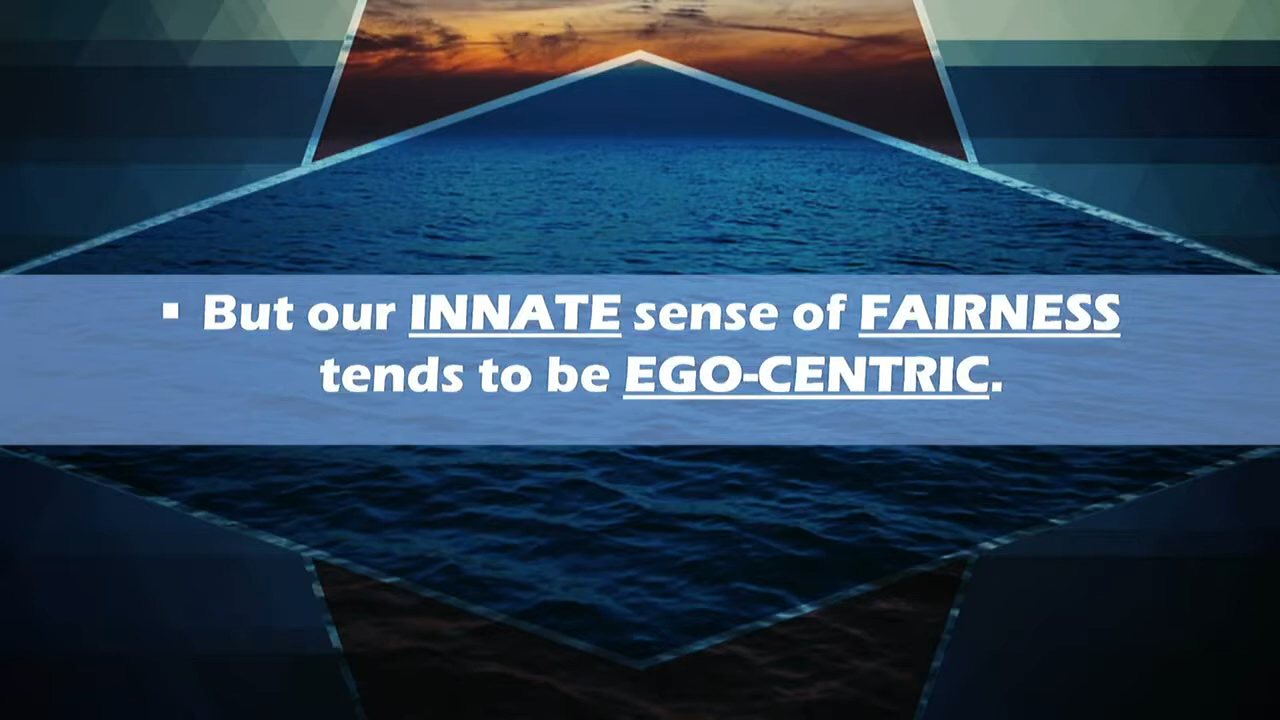 ▪ But our INNATE sense of FAIRNESS
tends to be EGO-CENTRIC.